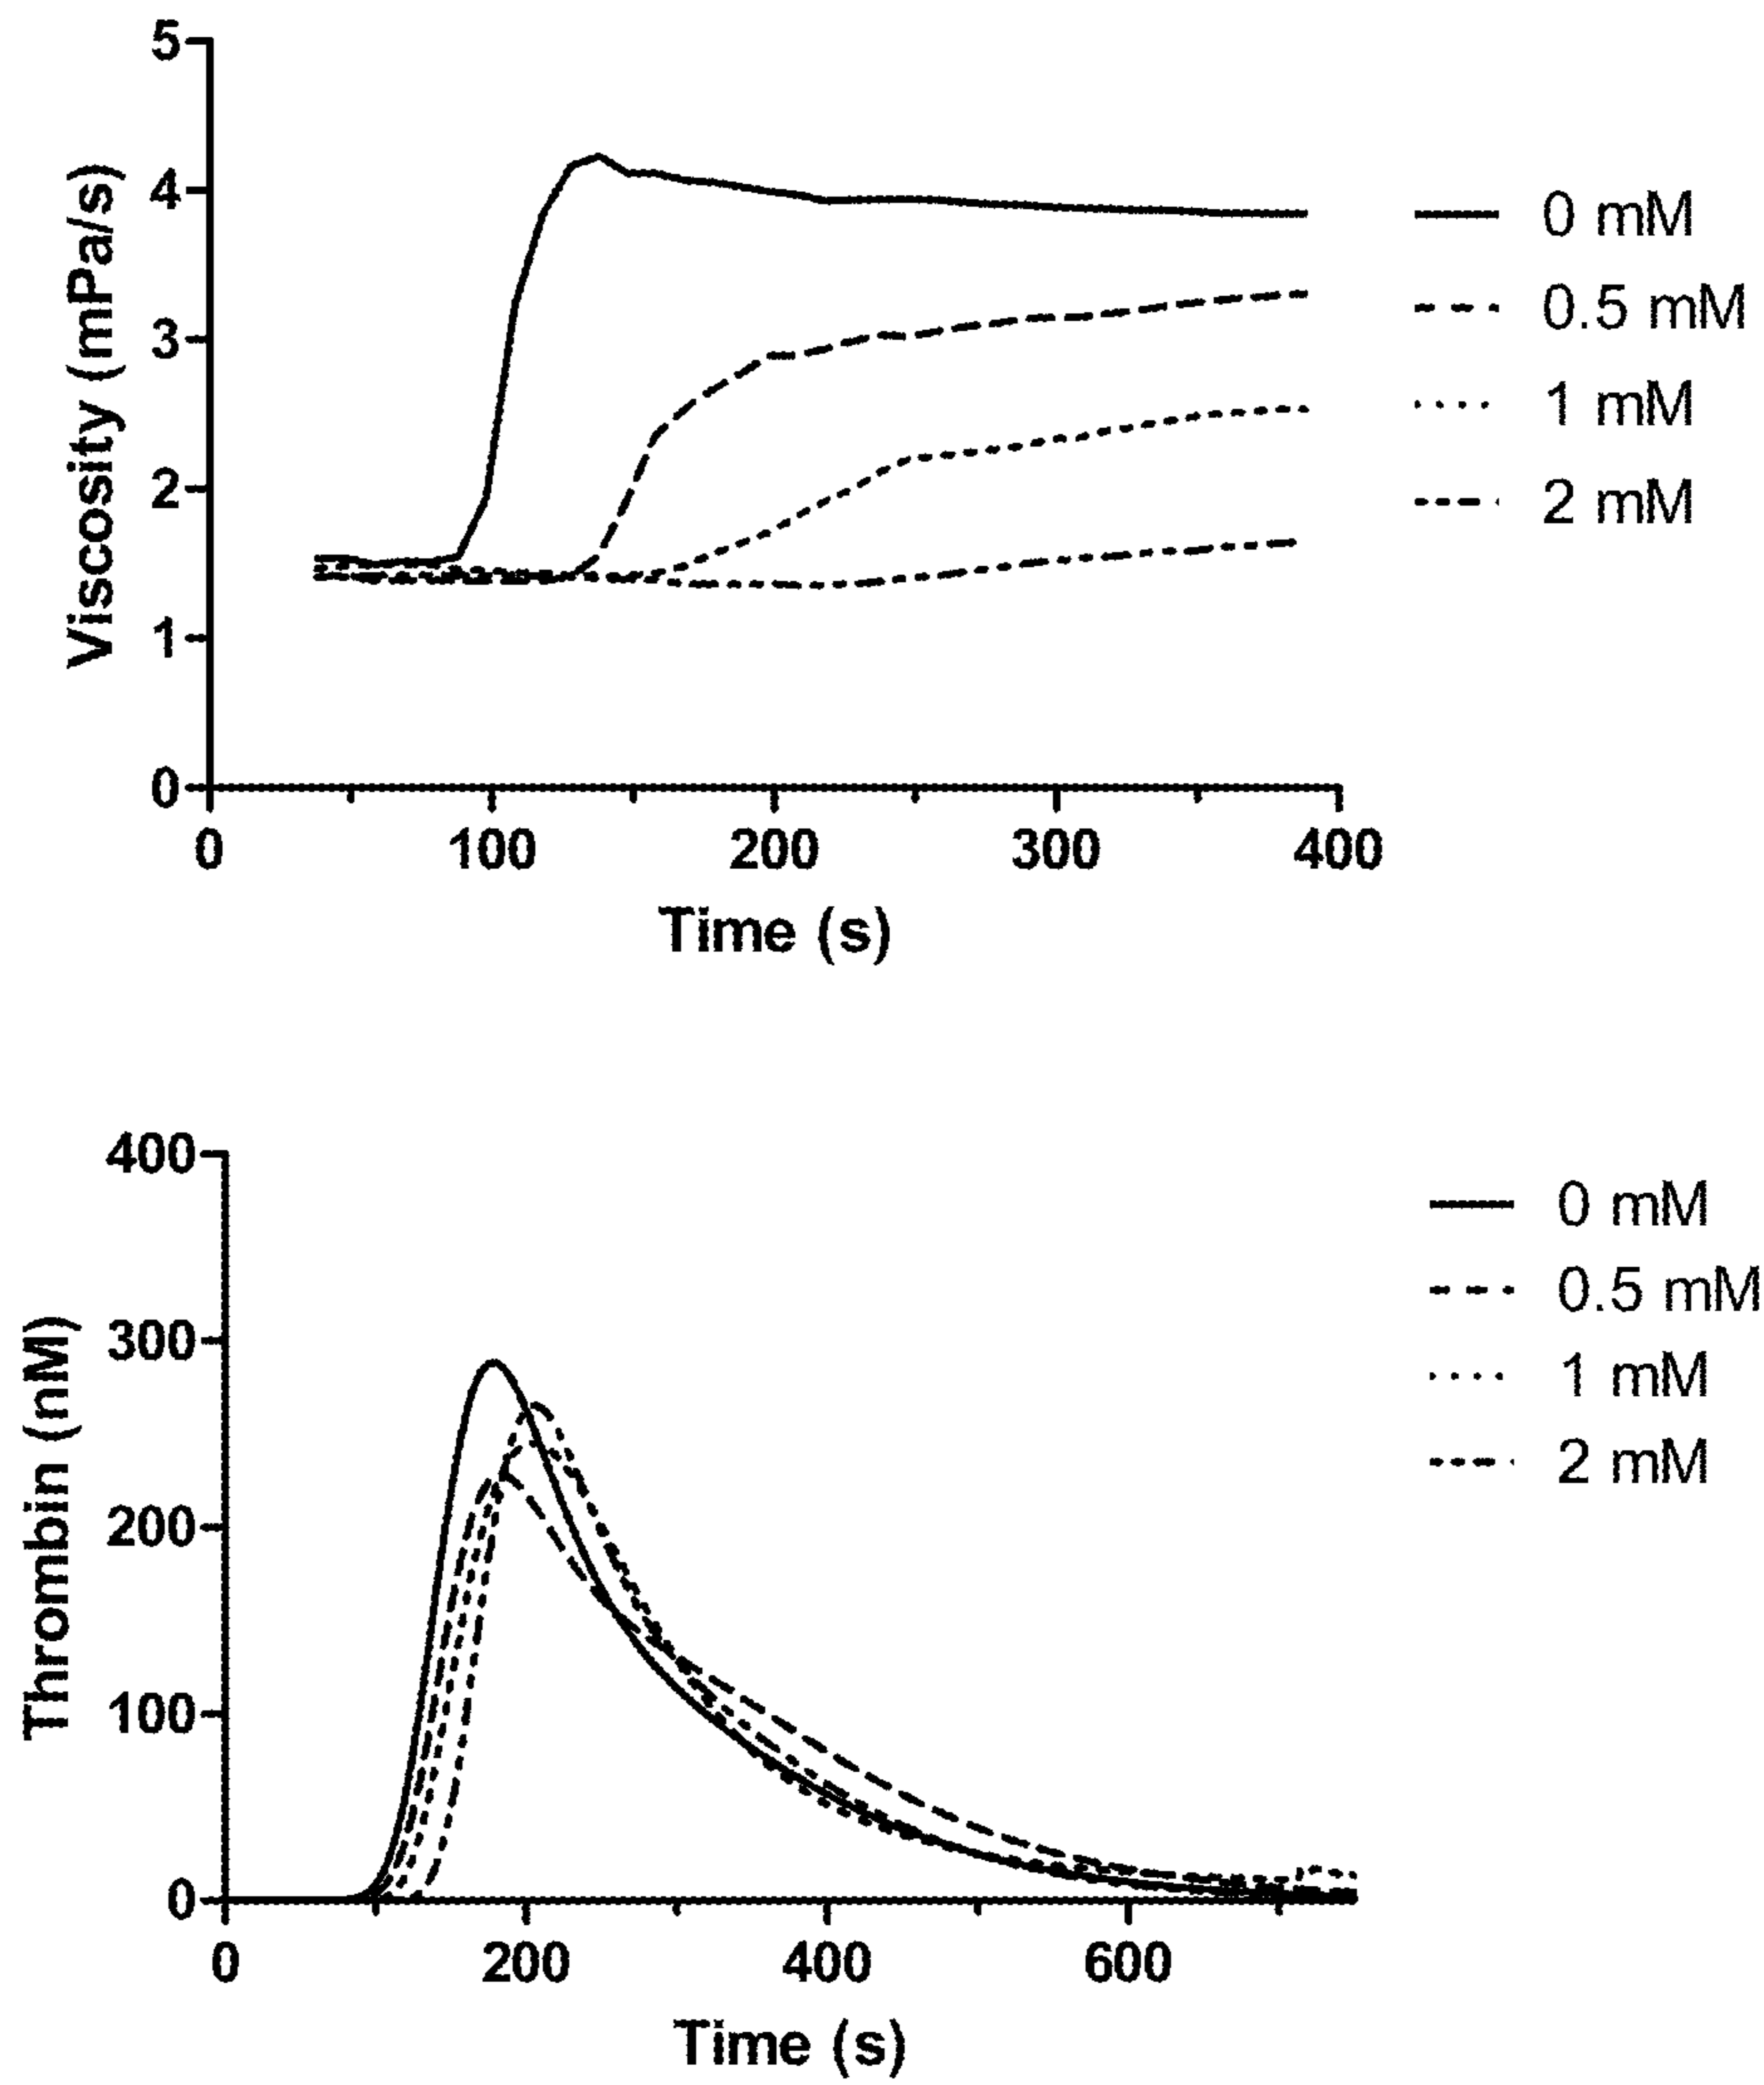 5
4
3
2
1
0
Viscosity (mPa/s)
0 100 200 300 400
Time (s)
0 mM
0.5 mM
1 mM
2 mM
400
300
200
100
0
Thrombin (nM)
0 200 400 600
Time (s)
0 mM
0.5 mM
1 mM
2 mM